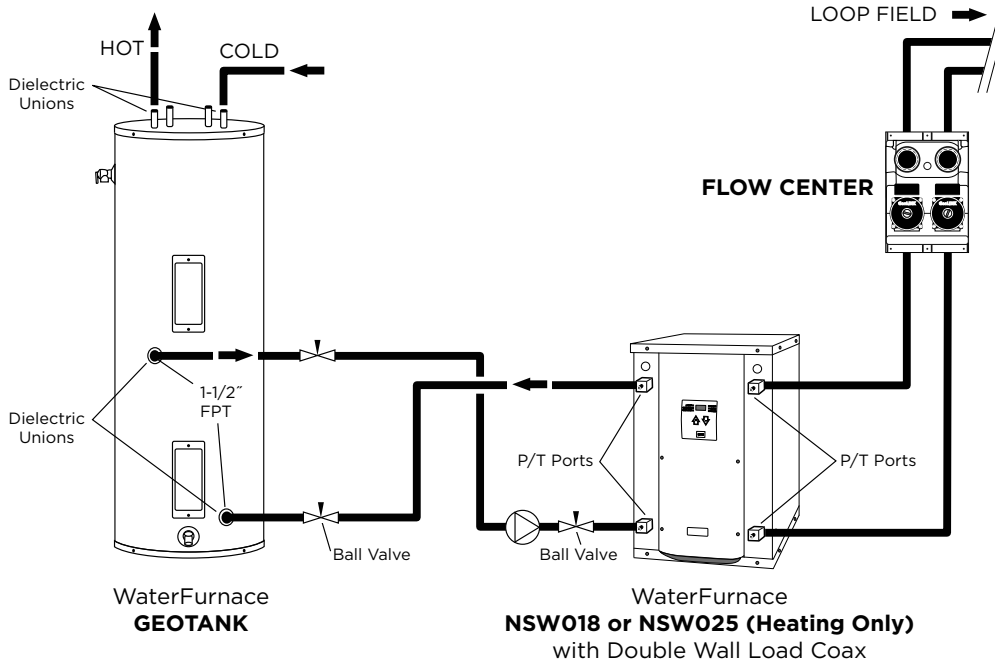 LOOP FIELD
HOT
COLD
Dielectric
Unions
FLOW CENTER
1-1/2˝
FPT
Dielectric
Unions
P/T Ports
P/T Ports
Ball Valve
Ball Valve
WaterFurnace
GEOTANK
WaterFurnace
NSW018 or NSW025 (Heating Only)
with Double Wall Load Coax